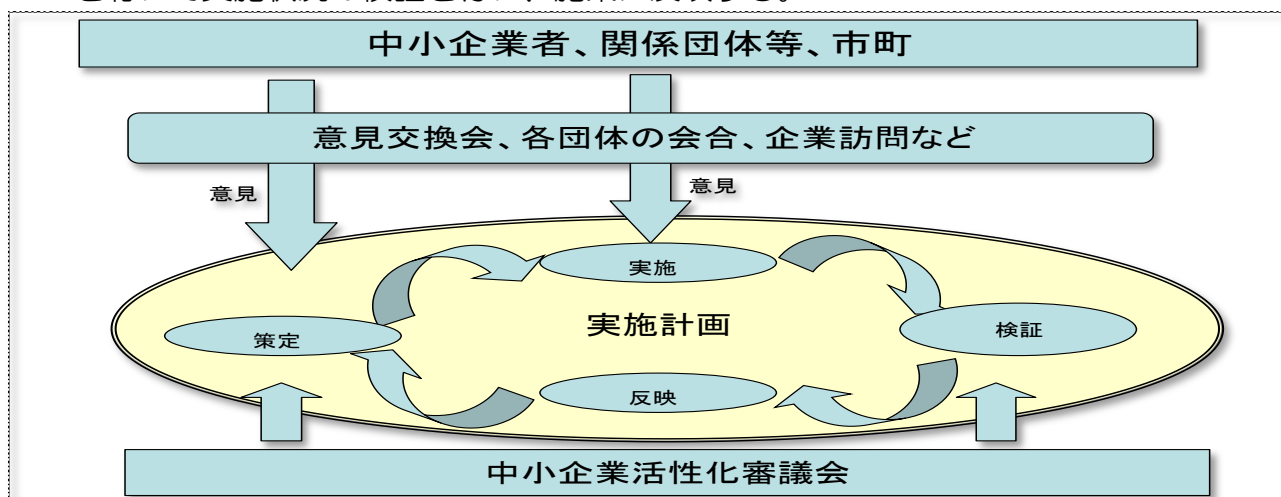 中小企業者、関係団体等、市町
意見交換会、各団体の会合、企業訪問など
意見
意見
実施
実施計画
策定
検証
反映
中小企業活性化審議会